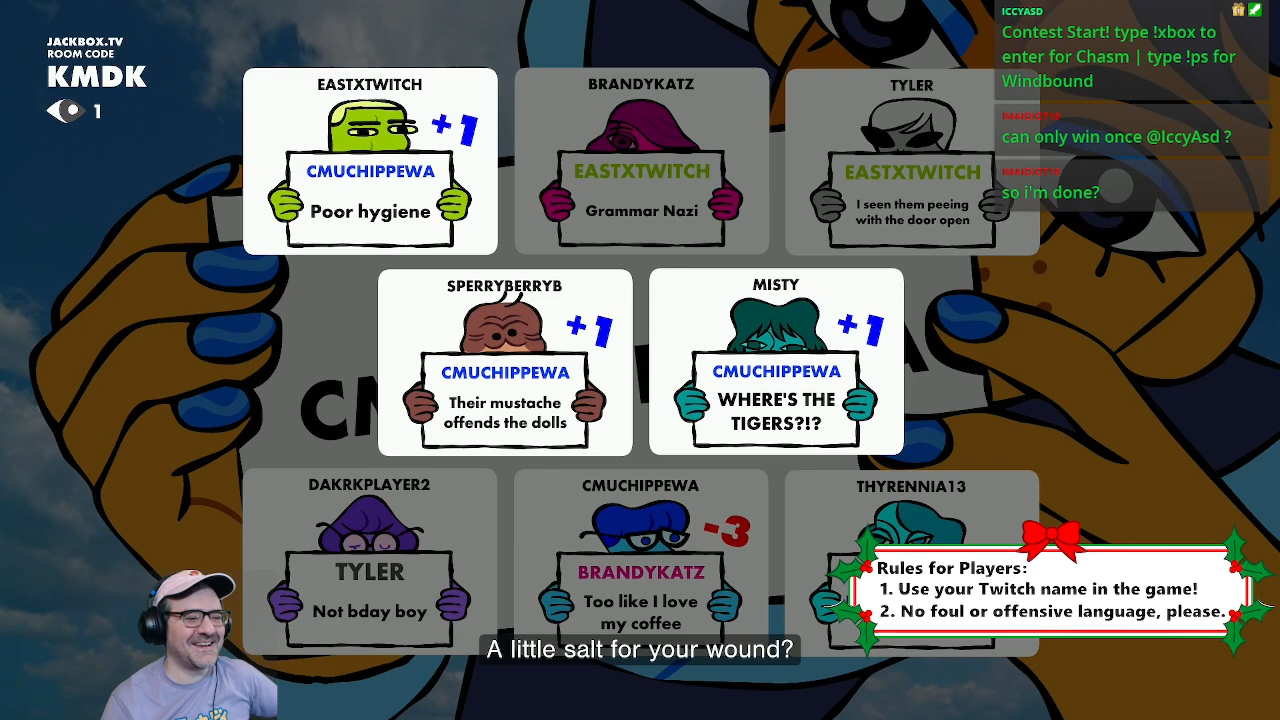 JACKBOX.TV
ROOM CODE
KMDK
1
EASTXTWITCH
+1
CMUCHIPPEWA
Poor hygiene
BRANDYKATZ
EASTXTWITCH
Grammar Nazi
TYLER
EASTXTWITCH
I seen them peeing
with the door open
ICCYASD
Contest Start! type !xbox to
enter for Chasm | type !ps for
Windbound
can only win once @IccyAsd ?
so i'm done?
SPERRYBERRYB
+1
CMUCHIPPEWA
Their mustache
offends the dolls
MISTY
+1
CMUCHIPPEWA
WHERE'S THE
TIGERS?!?
DAKRKPLAYER2
TYLER
Not bday boy
CMUCHIPPEWA
-3
BRANDYKATZ
Too like I love
my coffee
THYRENNIA13
Rules for Players:
1. Use your Twitch name in the game!
2. No foul or offensive language, please.
A little salt for your wound?